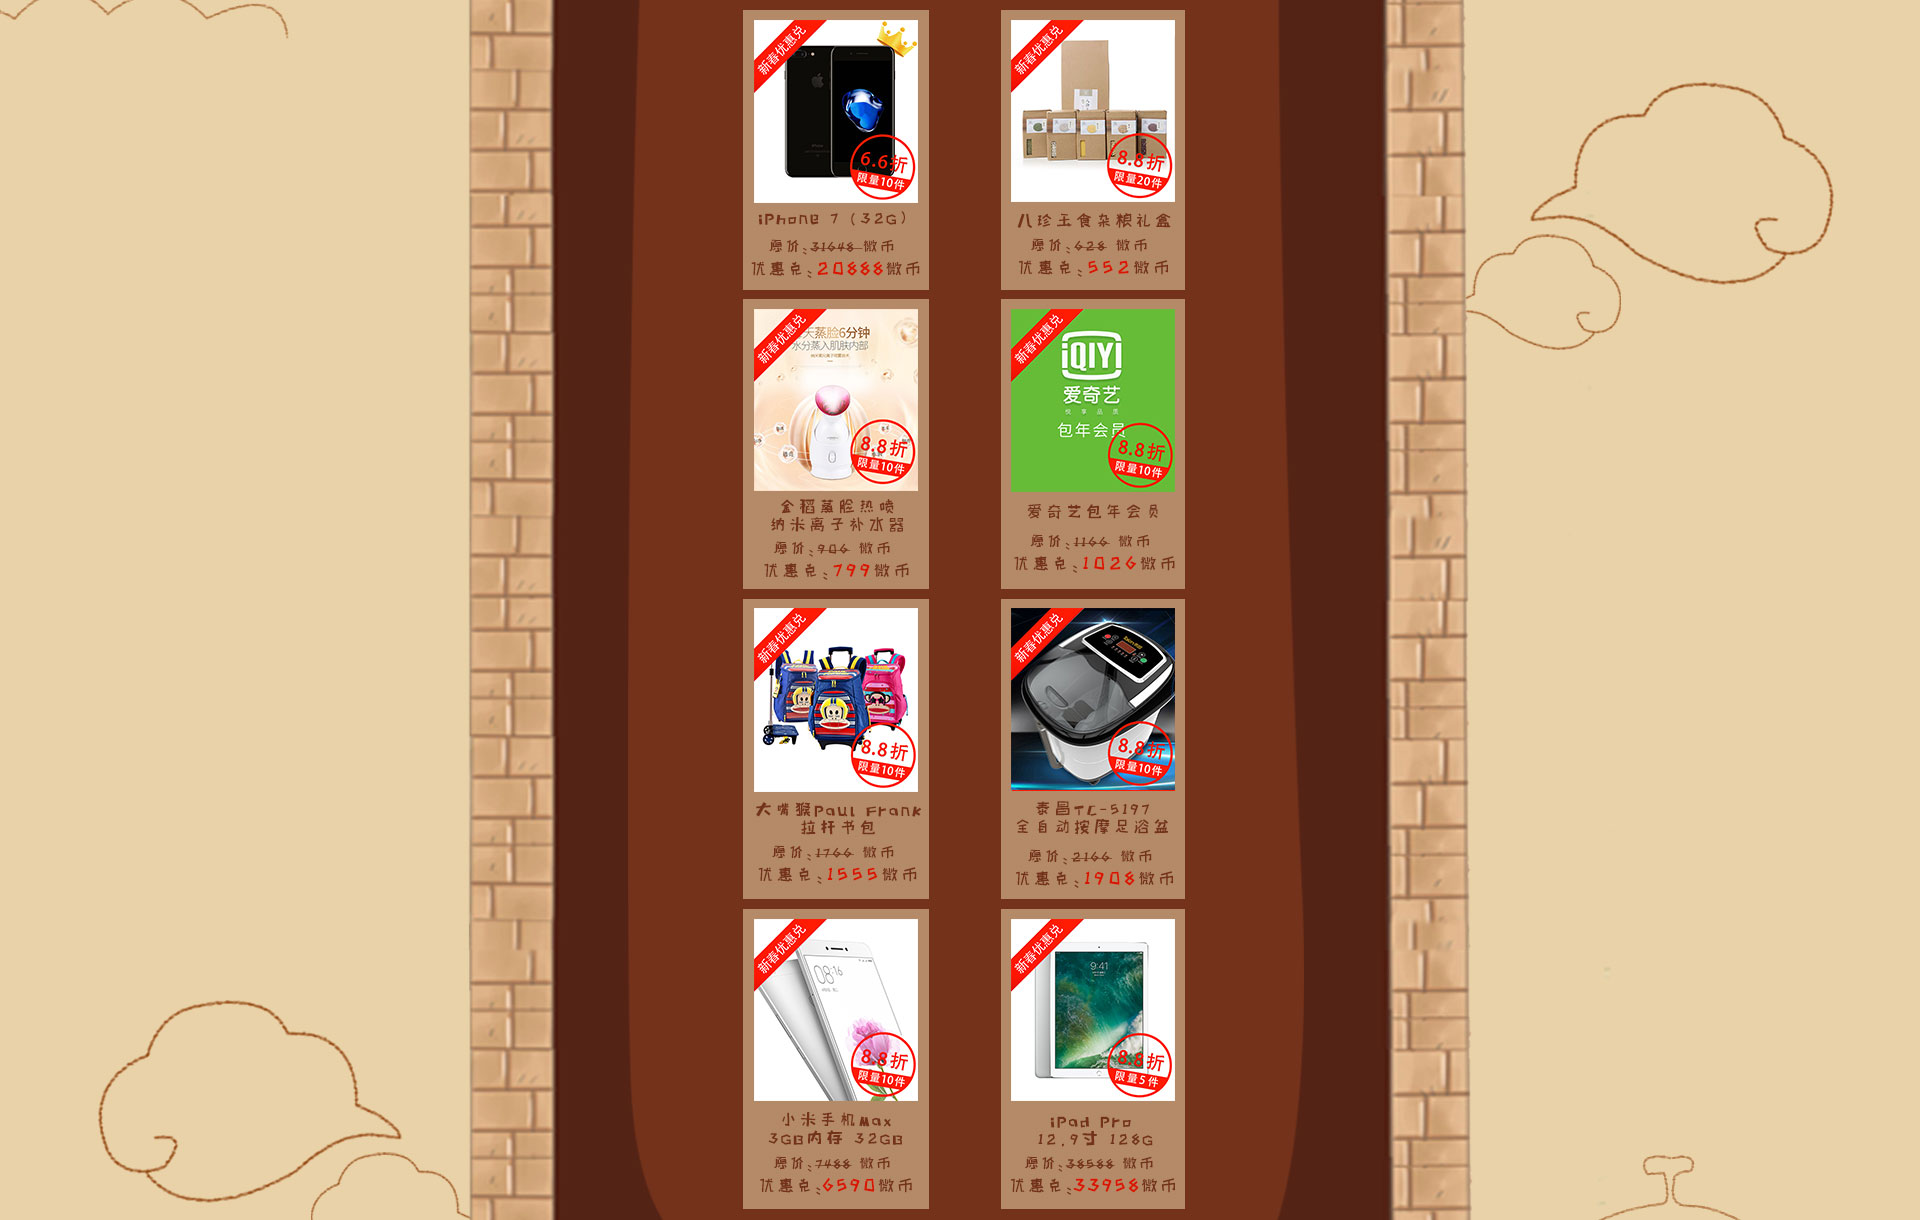 新春优惠兑
6.6折
限量10件
iPhone 7（32G）
原价:31648 微币
优惠兑:20888微币
新春优惠兑
8.8折
限量20件
八珍主食杂粮礼盒
原价:628 微币
优惠兑:552微币
新春优惠兑
天蒸脸6分钟
水分蒸入肌肤内部
8.8折
限量10件
金稻蒸脸热喷
纳米离子补水器
原价:906 微币
优惠兑:799微币
新春优惠兑
iQIYI
爱奇艺
悦享品质
包年会员
8.8折
限量10件
爱奇艺包年会员
原价:1166 微币
优惠兑:1026微币
新春优惠兑
8.8折
限量10件
大嘴猴Paul Frank
拉杆书包
原价:1766 微币
优惠兑:1555微币
新春优惠兑
8.8折
限量10件
泰昌TC-5197
全自动按摩足浴盆
原价:2166 微币
优惠兑:1908微币
新春优惠兑
08:16
8.8折
限量10件
小米手机Max
3GB内存 32GB
原价:7488 微币
优惠兑:6590微币
新春优惠兑
9:41
8.8折
限量5件
iPad Pro
12.9寸 128G
原价:38588 微币
优惠兑:33958微币